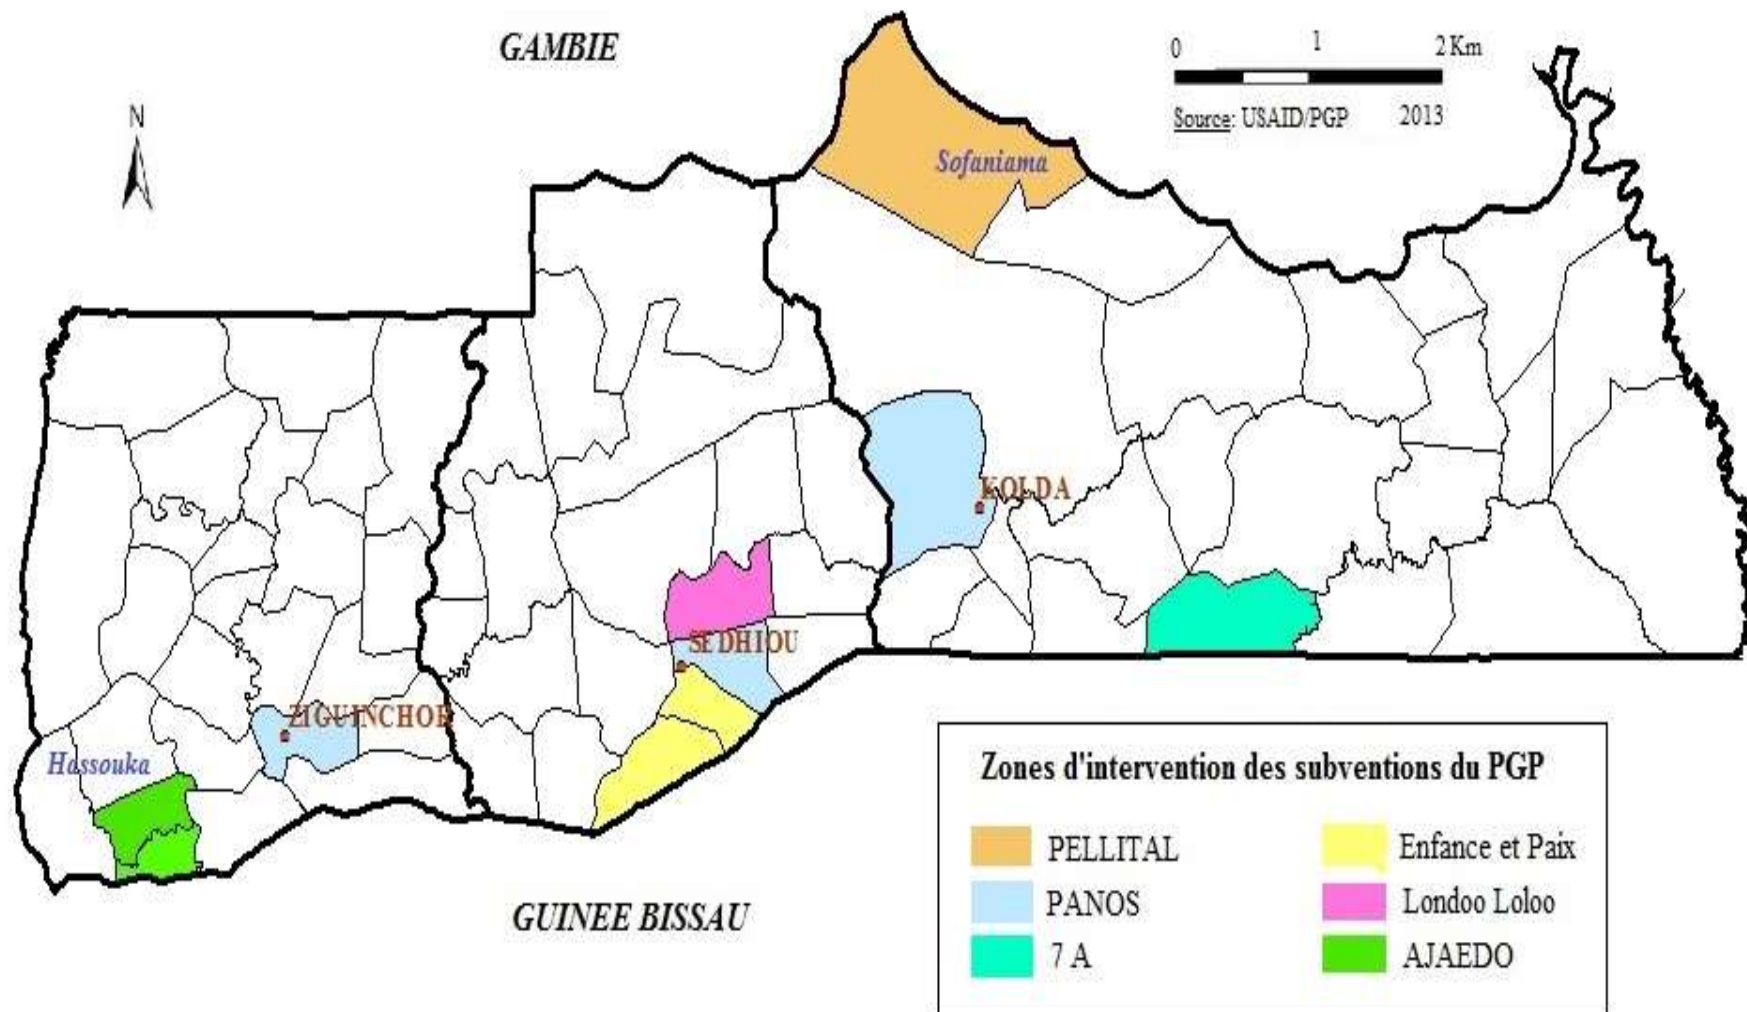 GAMBIE
0 1 2 Km
Source: USAID/PGP 2013
N
Sofaniama
KOLDA
SEDHIOU
ZIGUINCHOR
Hassouka
GUINEE BISSAU
Zones d'intervention des subventions du PGP
PELLITAL
Enfance et Paix
PANOS
Londoo Loloo
7 A
AJAEDO